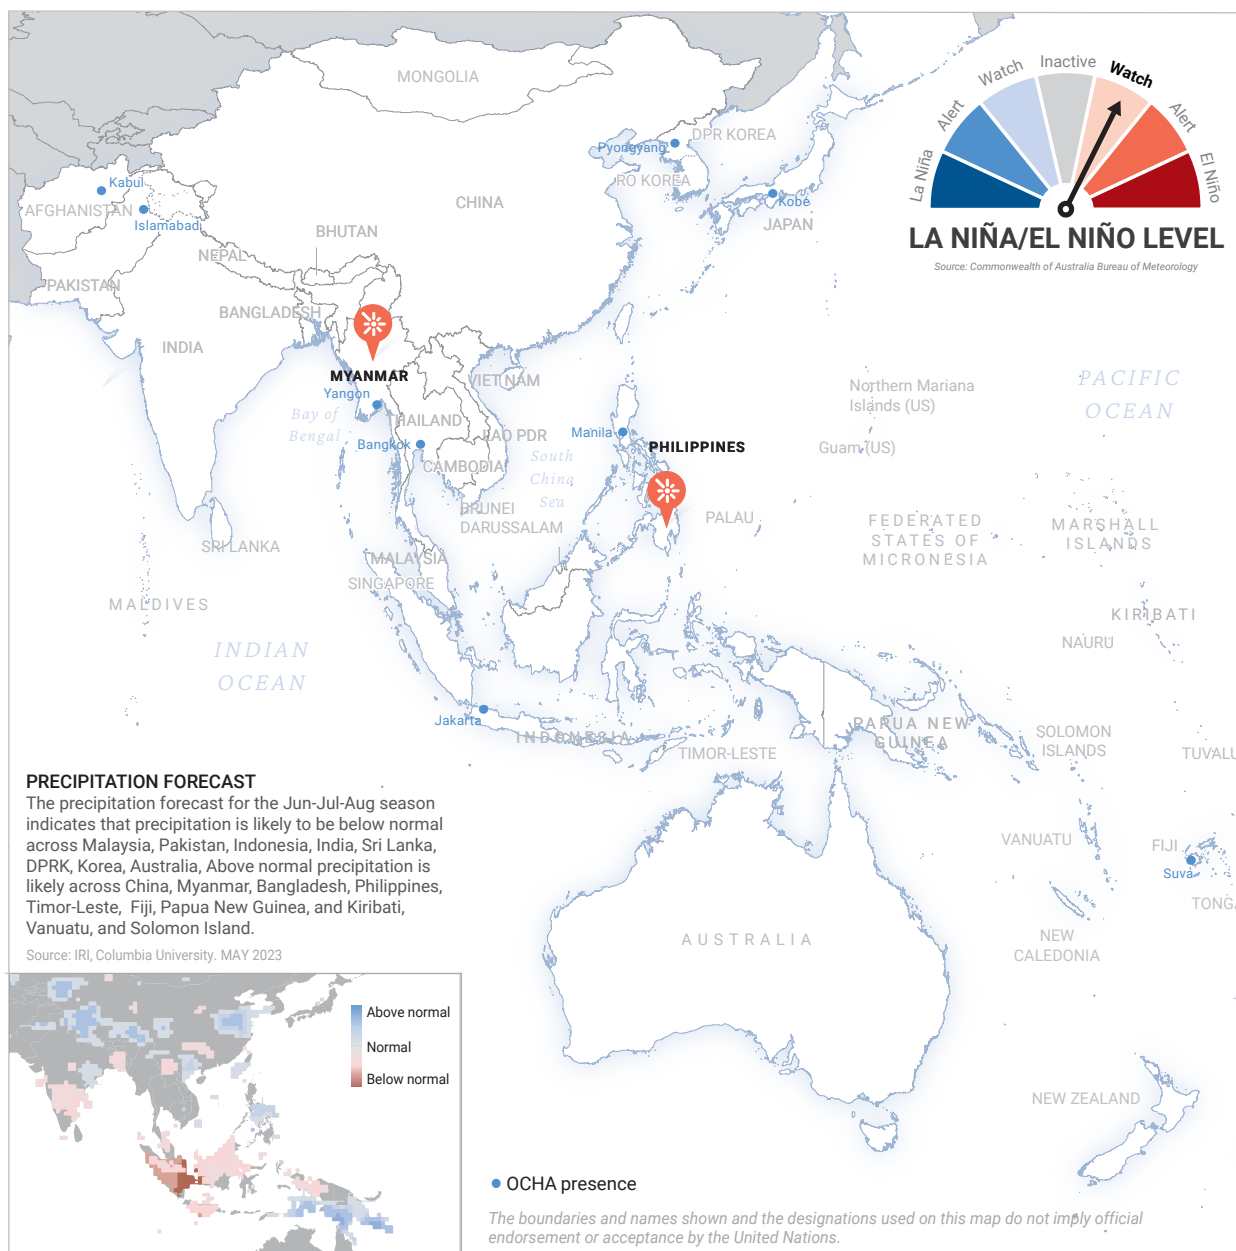 MONGOLIA
Inactive
Watch
Watch
Alert
Alert
La Niña
El Niño
LA NIÑA/EL NIÑO LEVEL
Source: Commonwealth of Australia Bureau of Meteorology
DPR KOREA
Pyongyang
RO KOREA
Kabul
AFGHANISTAN
Islamabad
CHINA
Kobe
JAPAN
BHUTAN
NEPAL
PAKISTAN
BANGLADESH
INDIA
MYANMAR
Yangon
VIET NAM
Northern Mariana
Islands (US)
PACIFIC
OCEAN
Bay of
Bengal
THAILAND
LAO PDR
Bangkok
Manila
PHILIPPINES
Guam (US)
CAMBODIA
South
China
Sea
BRUNEI
DARUSSALAM
PALAU
FEDERATED
STATES OF
MICRONESIA
MARSHALL
ISLANDS
SRI LANKA
MALAYSIA
SINGAPORE
MALDIVES
KIRIBATI
NAURU
INDIAN
OCEAN
Jakarta
INDONESIA
TIMOR-LESTE
PAPUA NEW
GUINEA
SOLOMON
ISLANDS
TUVALU
PRECIPITATION FORECAST
The precipitation forecast for the Jun-Jul-Aug season
indicates that precipitation is likely to be below normal
across Malaysia, Pakistan, Indonesia, India, Sri Lanka,
DPRK, Korea, Australia, Above normal precipitation is
likely across China, Myanmar, Bangladesh, Philippines,
Timor-Leste, Fiji, Papua New Guinea, and Kiribati,
Vanuatu, and Solomon Island.
Source: IRI, Columbia University. MAY 2023
VANUATU
FIJI
Suva
TONGA
AUSTRALIA
NEW
CALEDONIA
Above normal
Normal
Below normal
NEW ZEALAND
OCHA presence
The boundaries and names shown and the designations used on this map do not imply official
endorsement or acceptance by the United Nations.